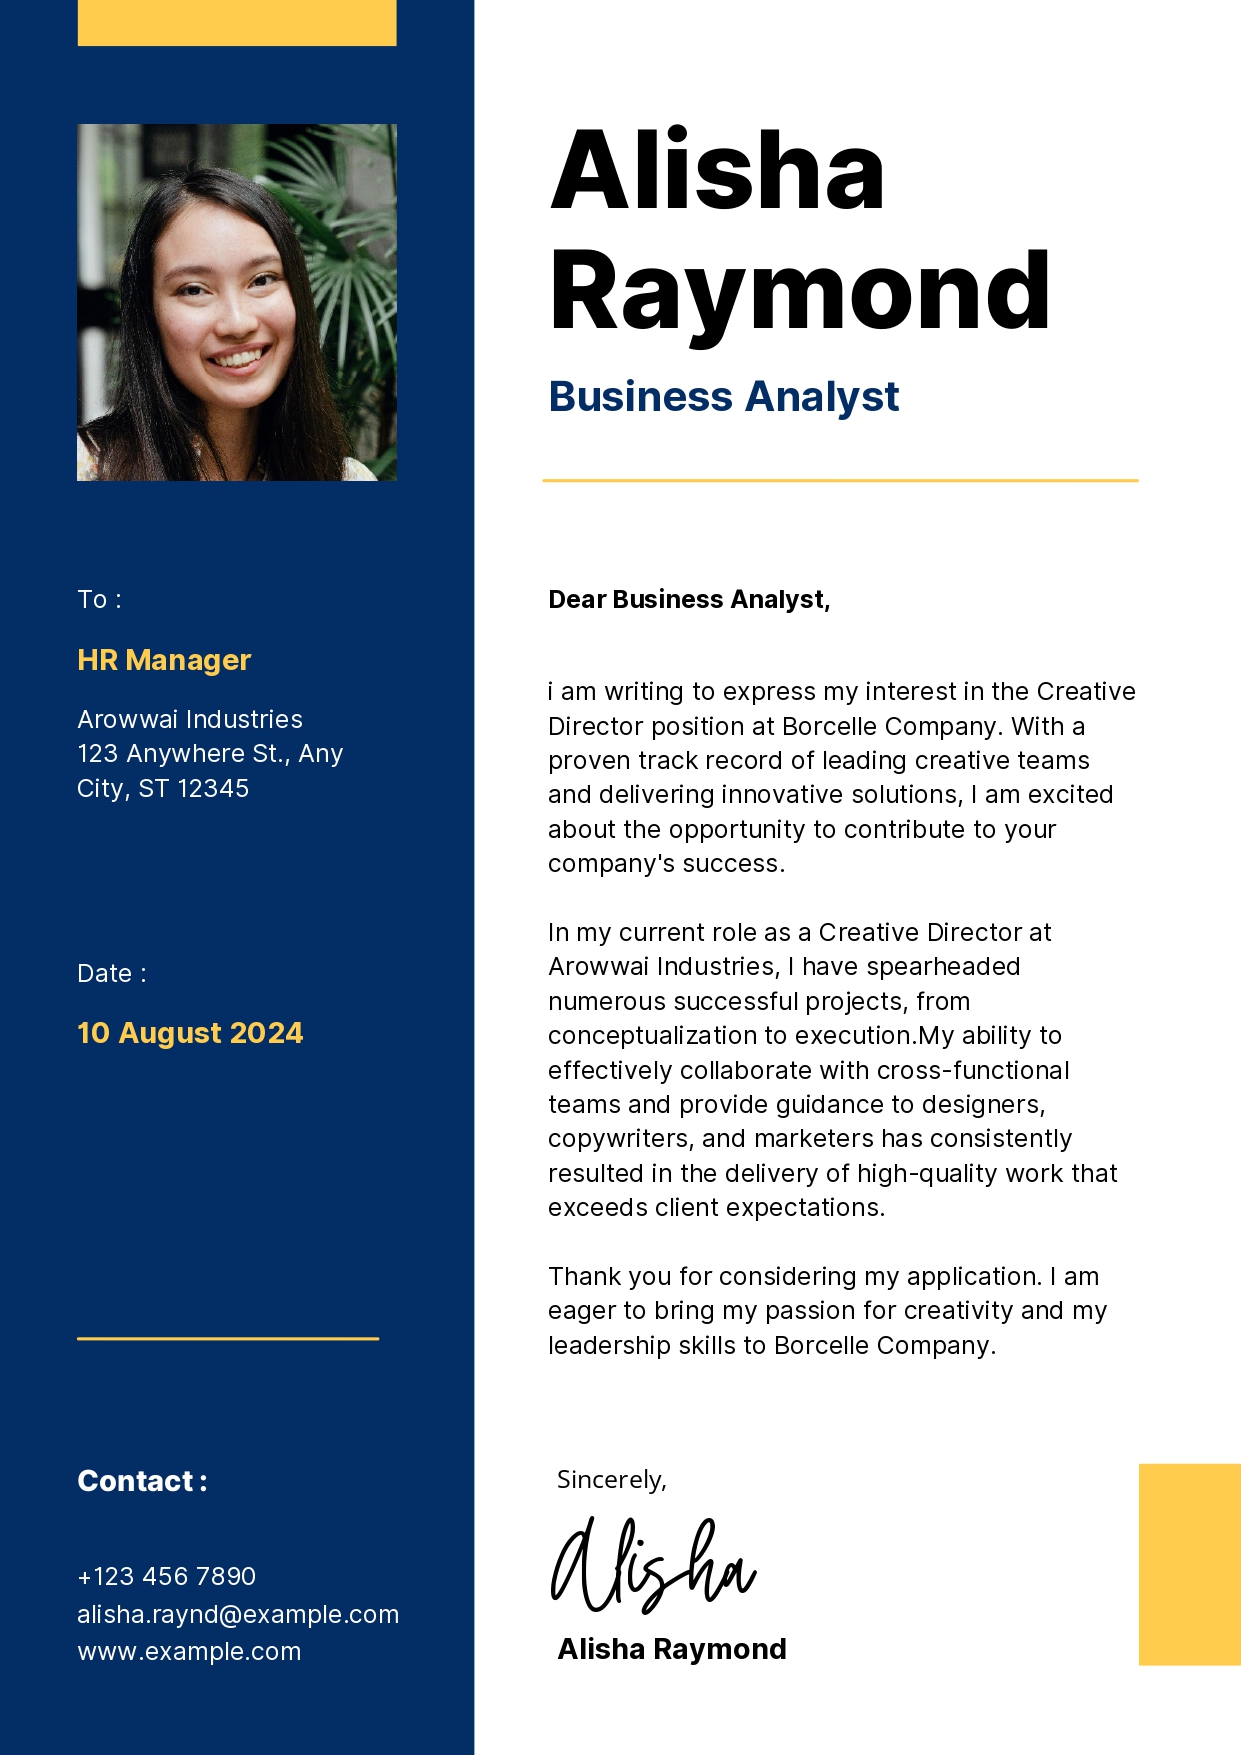 Alisha
Raymond
Business Analyst
To :
HR Manager
Arowwai Industries
123 Anywhere St., Any
City, ST 12345
Date :
10 August 2024
Contact :
+123 456 7890
alisha.raynd@example.com
www.example.com
Dear Business Analyst,
i am writing to express my interest in the Creative
Director position at Borcelle Company. With a
proven track record of leading creative teams
and delivering innovative solutions, I am excited
about the opportunity to contribute to your
company's success.
In my current role as a Creative Director at
Arowwai Industries, I have spearheaded
numerous successful projects, from
conceptualization to execution.My ability to
effectively collaborate with cross-functional
teams and provide guidance to designers,
copywriters, and marketers has consistently
resulted in the delivery of high-quality work that
exceeds client expectations.
Thank you for considering my application. I am
eager to bring my passion for creativity and my
leadership skills to Borcelle Company.
Sincerely,
Alisha
Alisha Raymond